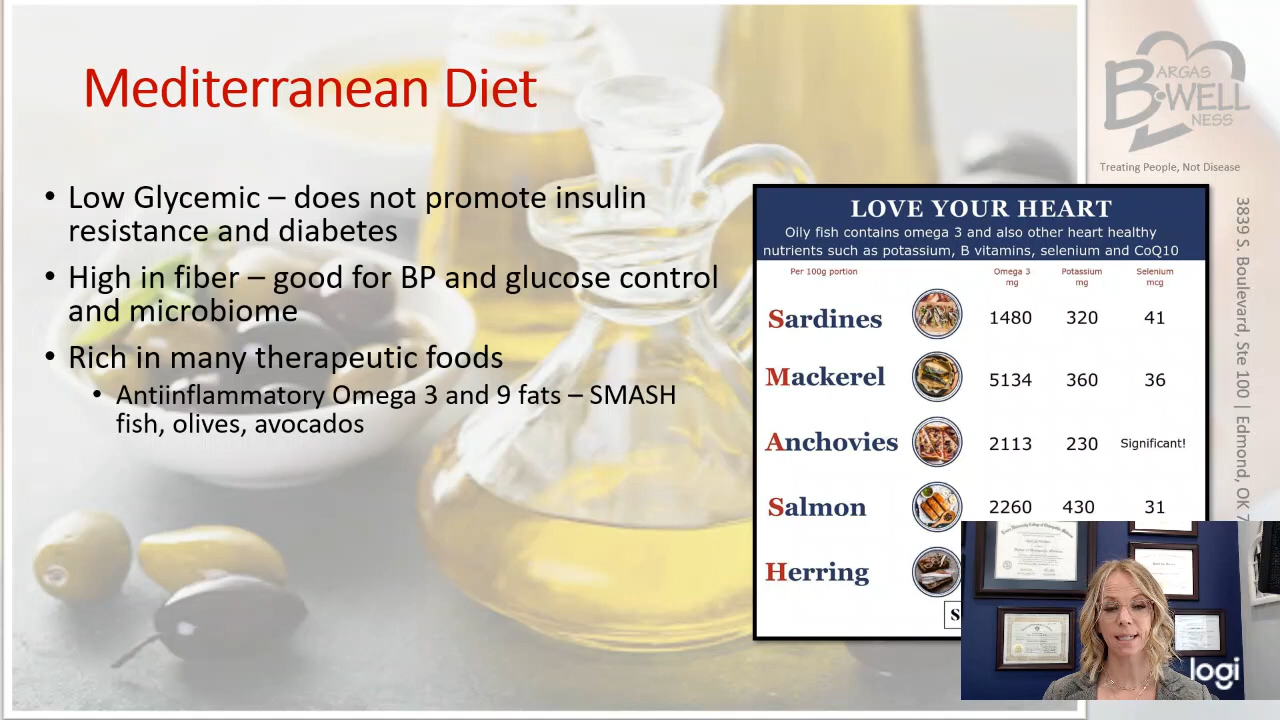 Mediterranean Diet
• Low Glycemic – does not promote insulin
resistance and diabetes
• High in fiber – good for BP and glucose control
and microbiome
• Rich in many therapeutic foods
• Antiinflammatory Omega 3 and 9 fats – SMASH
fish, olives, avocados
LOVE YOUR HEART
Oily fish contains omega 3 and also other heart healthy
nutrients such as potassium, B vitamins, selenium and CoQ10
Per 100g portion Omega 3 mg Potassium mg Selenium mcg
Sardines 1480 320 41
Mackerel 5134 360 36
Anchovies 2113 230 Significant!
Salmon 2260 430 31
Herring
S
BARGAS
B·WELL
NESS
Treating People, Not Disease
3839 S. Boulevard, Ste 100 | Edmond, OK 7
logi